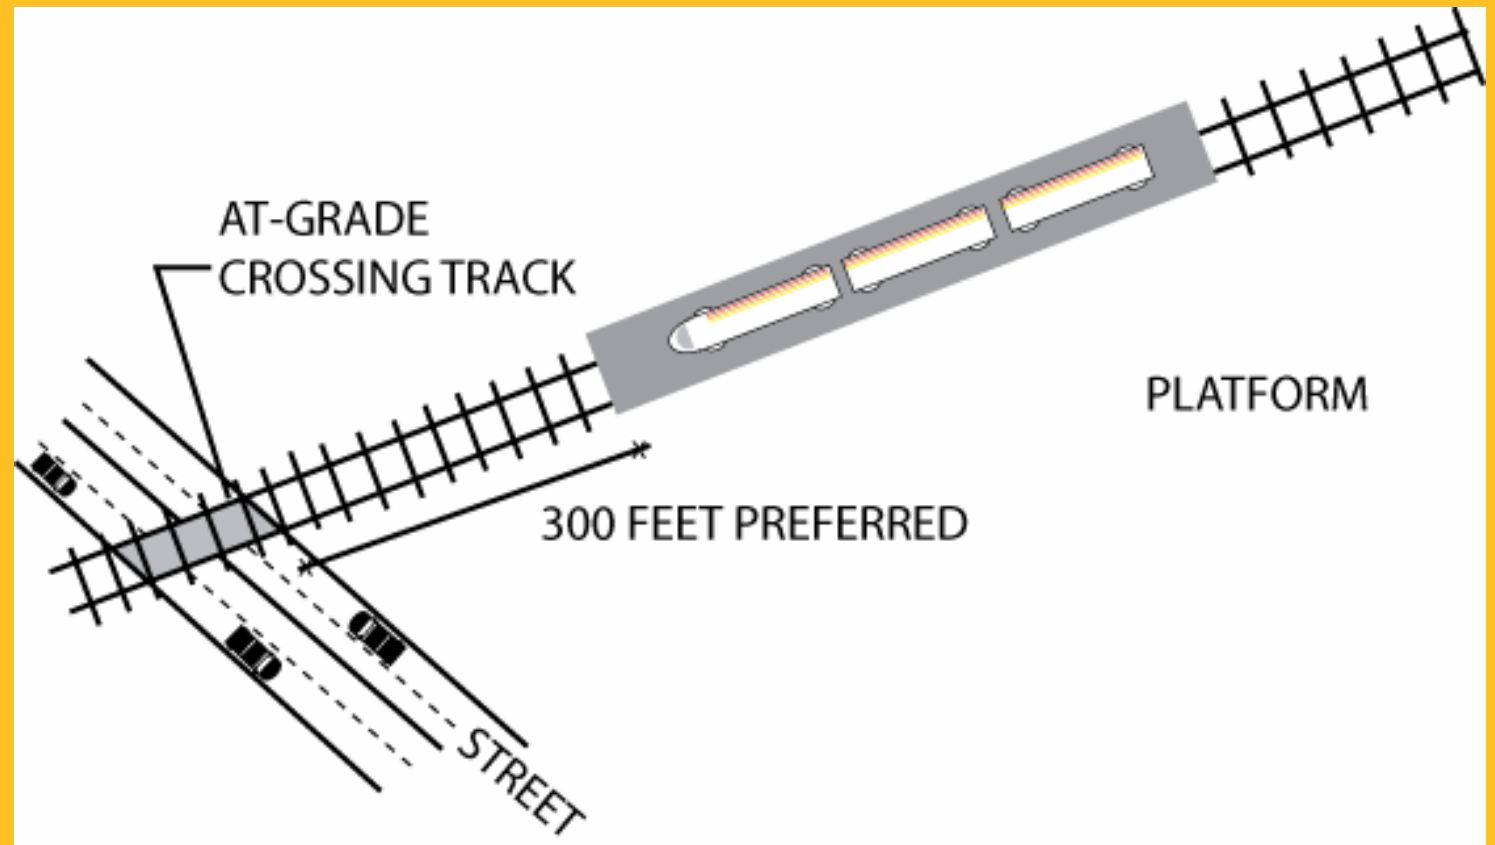 AT-GRADE
CROSSING TRACK
PLATFORM
300 FEET PREFERRED
STREET